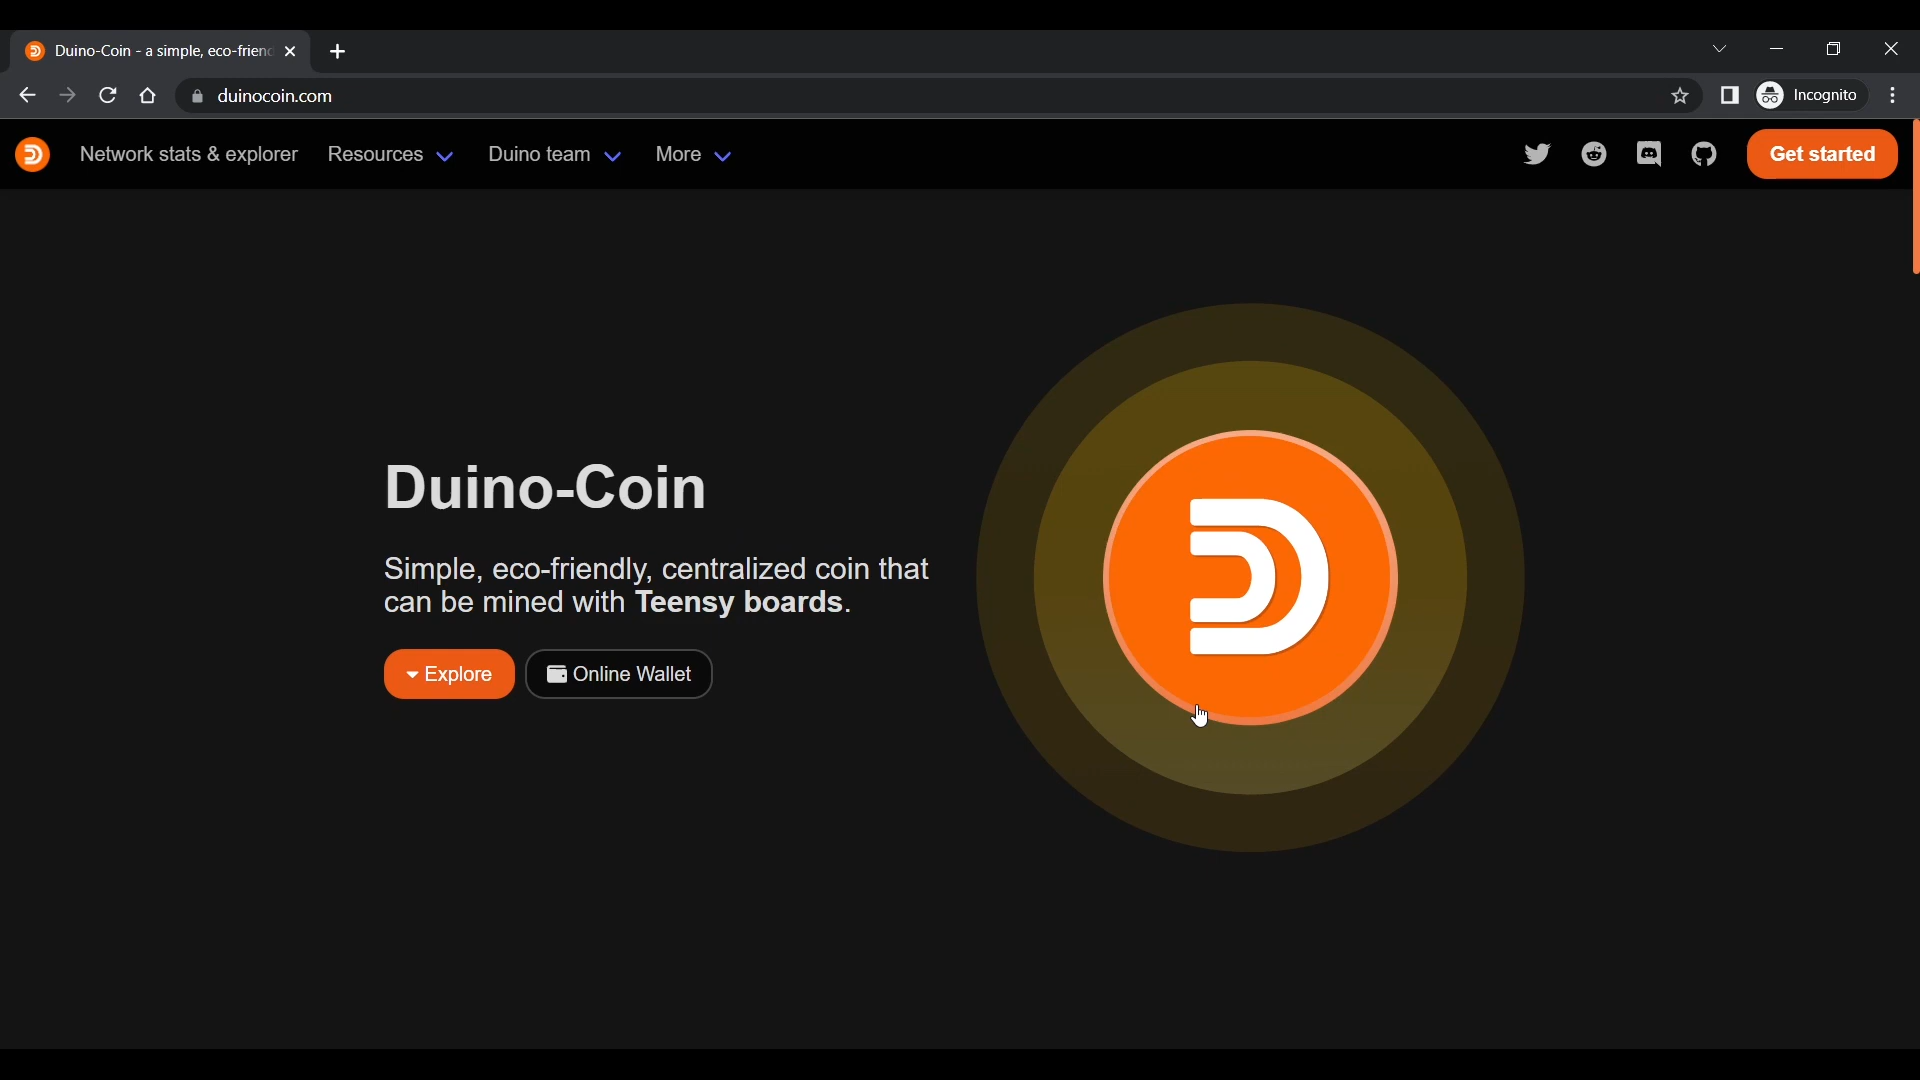 Duino-Coin - a simple, eco-frien
duinocoin.com
Incognito
Network stats & explorer Resources Duino team More Get started
Duino-Coin
Simple, eco-friendly, centralized coin that
can be mined with Teensy boards.
Explore Online Wallet